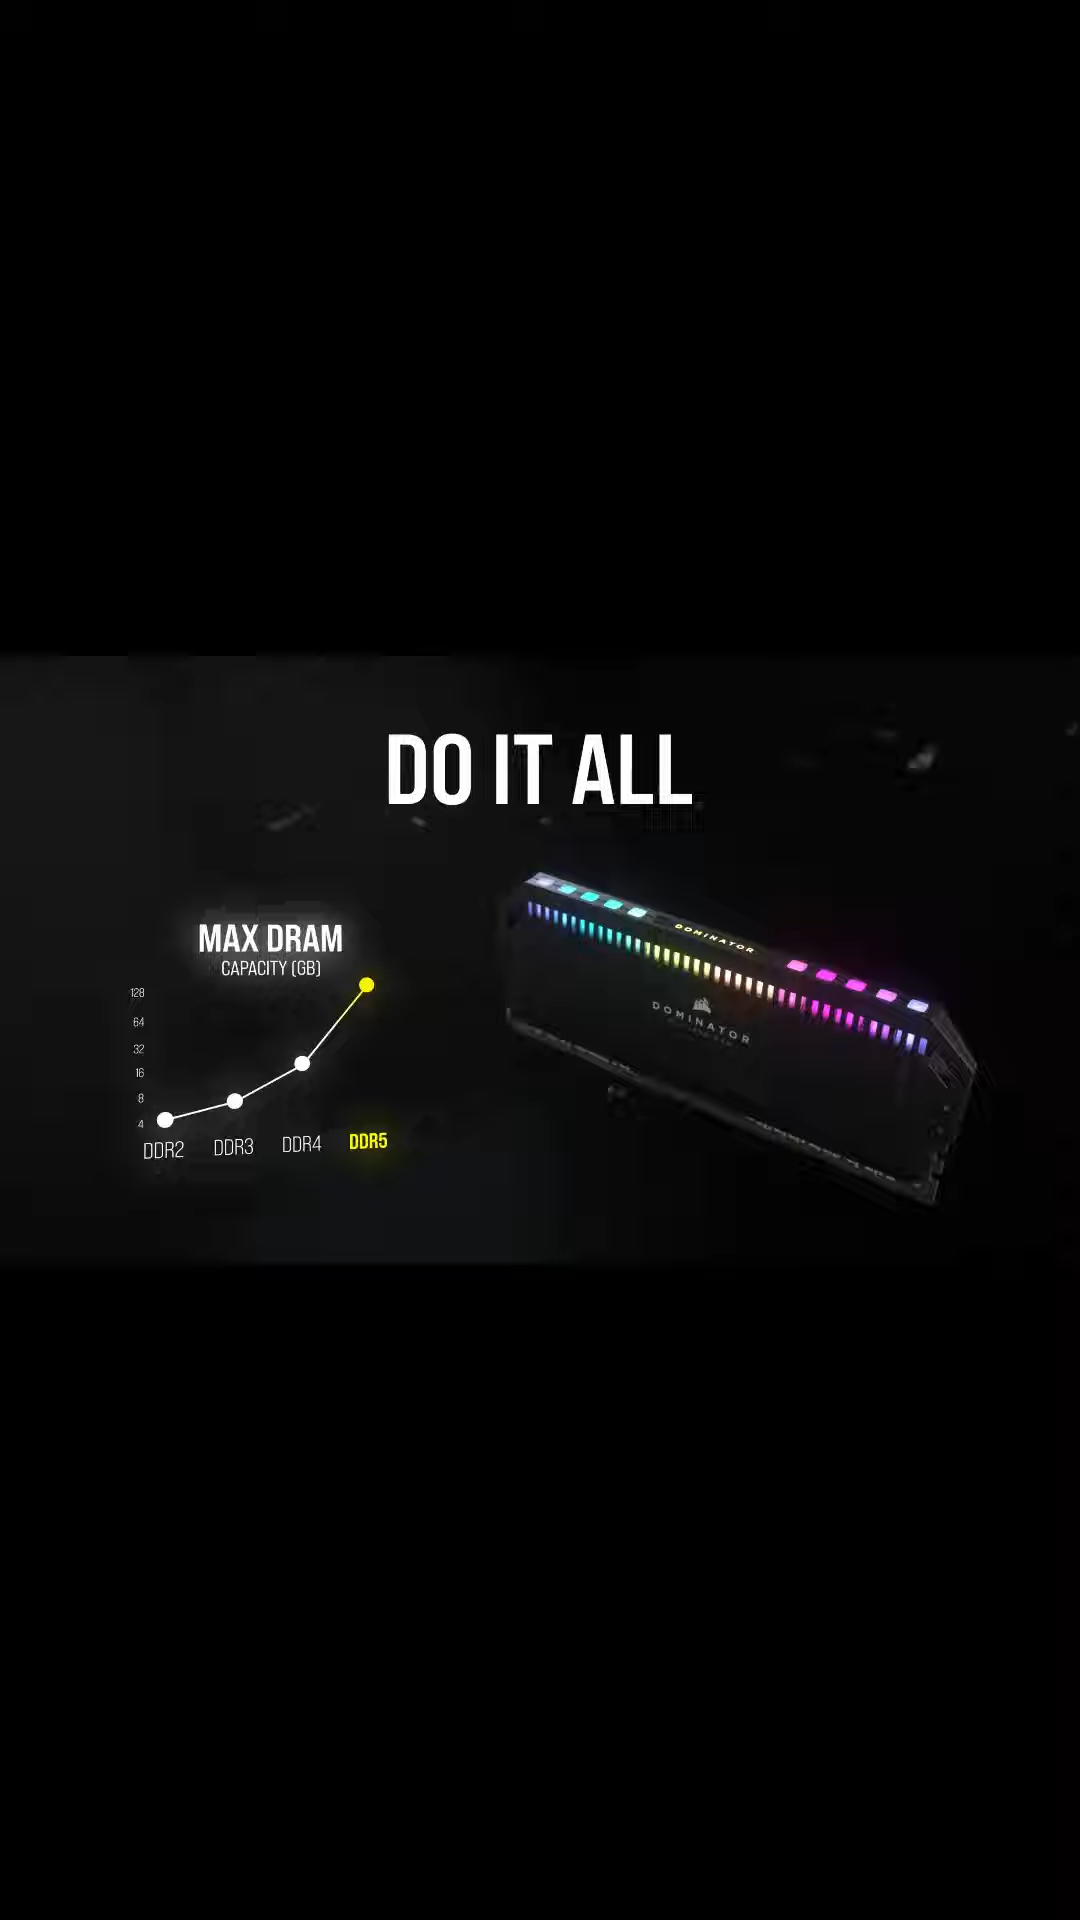 DO IT ALL
MAX DRAM
CAPACITY (GB)
128
64
32
16
8
4
DDR2
DDR3
DDR4
DDR5
DOMINATOR
DOMINATOR